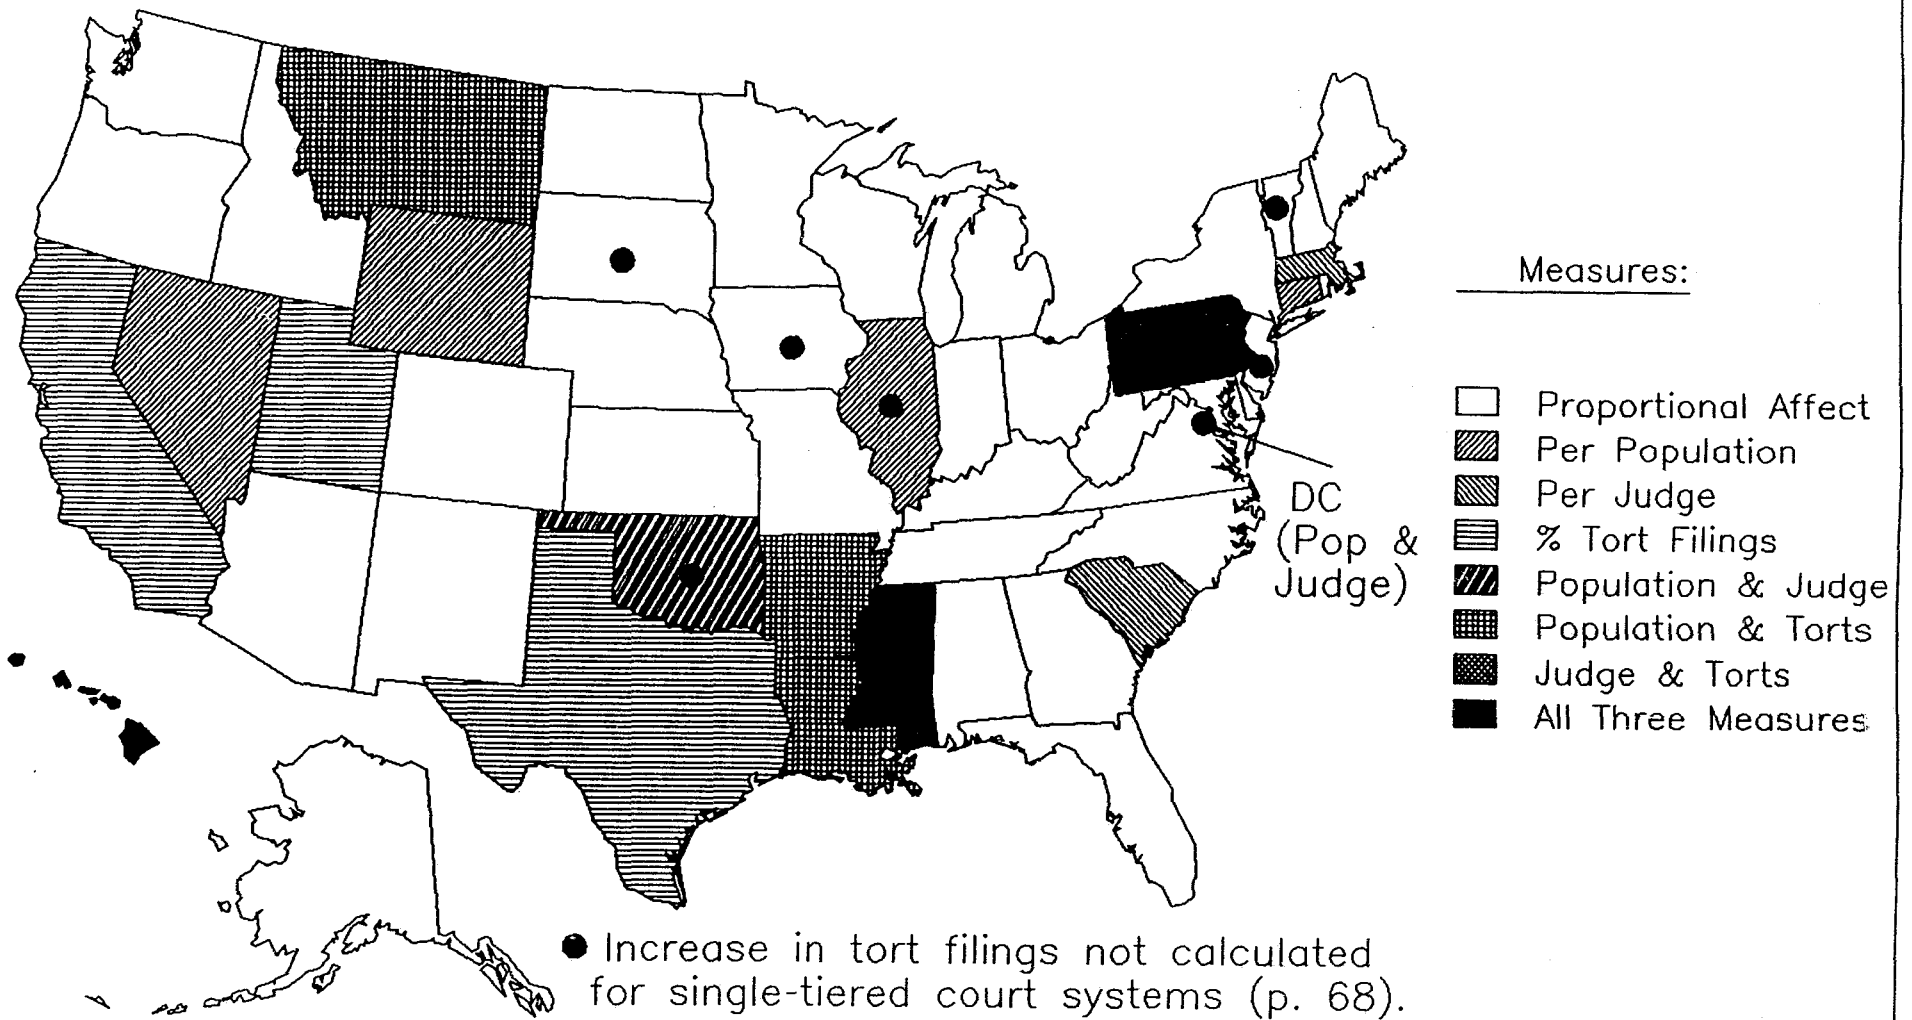 Measures:
Proportional Affect
Per Population
Per Judge
% Tort Filings
Population & Judge
Population & Torts
Judge & Torts
All Three Measures
DC
(Pop &
Judge)
Increase in tort filings not calculated
for single-tiered court systems (p. 68).